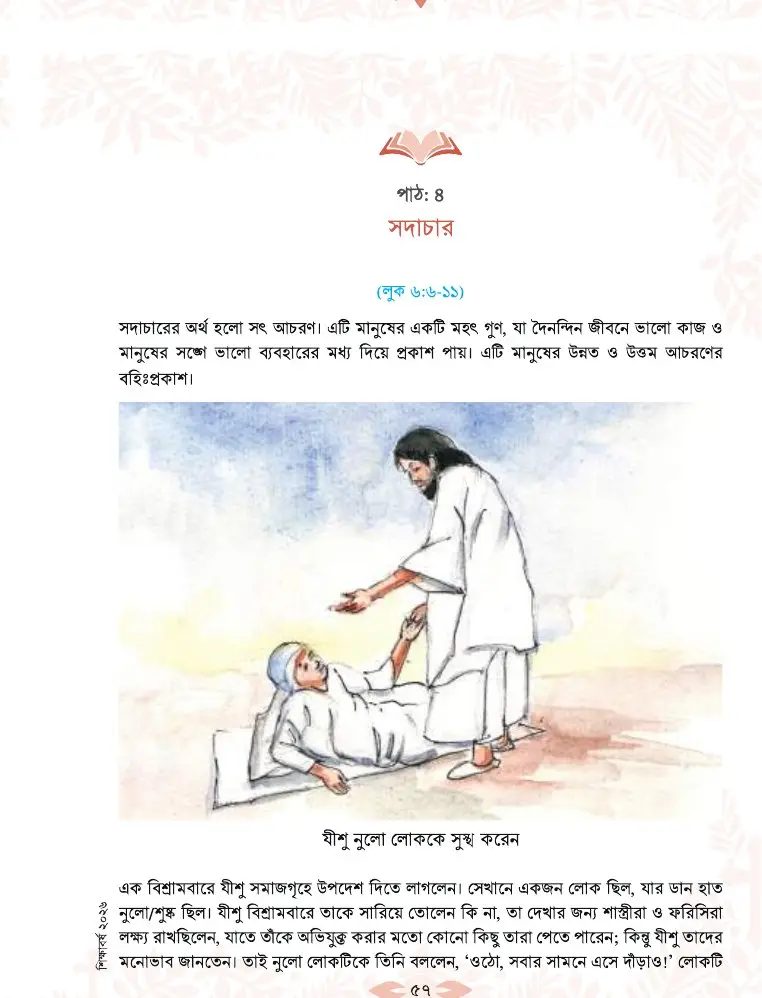 পাঠ: ৪
সদাচার
(লুক ৬:৬-১১)
সদাচারের অর্থ হলো সৎ আচরণ। এটি মানুষের একটি মহৎ গুণ, যা দৈনন্দিন জীবনে ভালো কাজ ও
মানুষের সঙ্গে ভালো ব্যবহারের মধ্য দিয়ে প্রকাশ পায়। এটি মানুষের উন্নত ও উত্তম আচরণের
বহিঃপ্রকাশ।
যীশু নুলো লোককে সুস্থ করেন
এক বিশ্রামবারে যীশু সমাজগৃহে উপদেশ দিতে লাগলেন। সেখানে একজন লোক ছিল, যার ডান হাত
নুলো/শুষ্ক ছিল। যীশু বিশ্রামবারে তাকে সারিয়ে তোলেন কি না, তা দেখার জন্য শাস্ত্রীরা ও ফরিসিরা
লক্ষ্য রাখছিলেন, যাতে তাঁকে অভিযুক্ত করার মতো কোনো কিছু তারা পেতে পারেন; কিন্তু যীশু তাদের
মনোভাব জানতেন। তাই নুলো লোকটিকে তিনি বললেন, ‘ওঠো, সবার সামনে এসে দাঁড়াও!’ লোকটি
শিক্ষাবর্ষ ২০২৬
৫৭